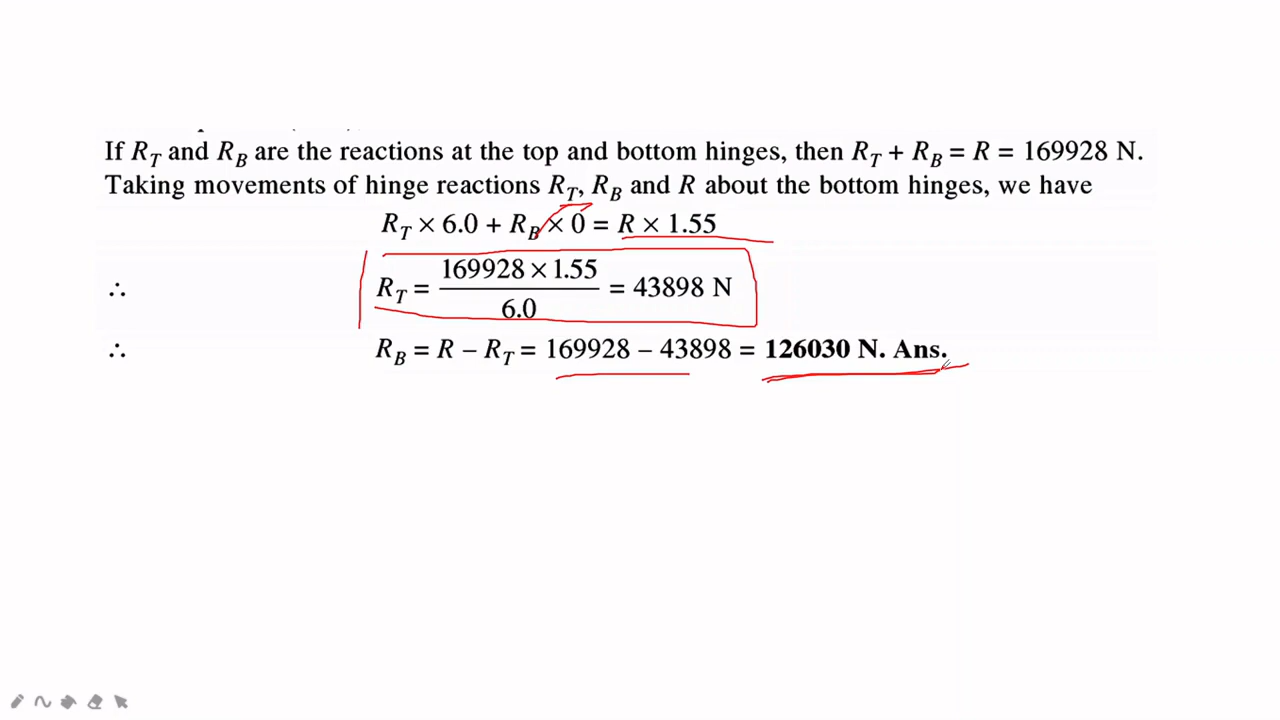 If R_T and R_B are the reactions at the top and bottom hinges, then R_T + R_B = R = 169928 N.
Taking movements of hinge reactions R_T, R_B and R about the bottom hinges, we have
R_T × 6.0 + R_B × 0 = R × 1.55
∴ R_T = 169928 × 1.55 / 6.0 = 43898 N
∴ R_B = R − R_T = 169928 − 43898 = 126030 N. Ans.